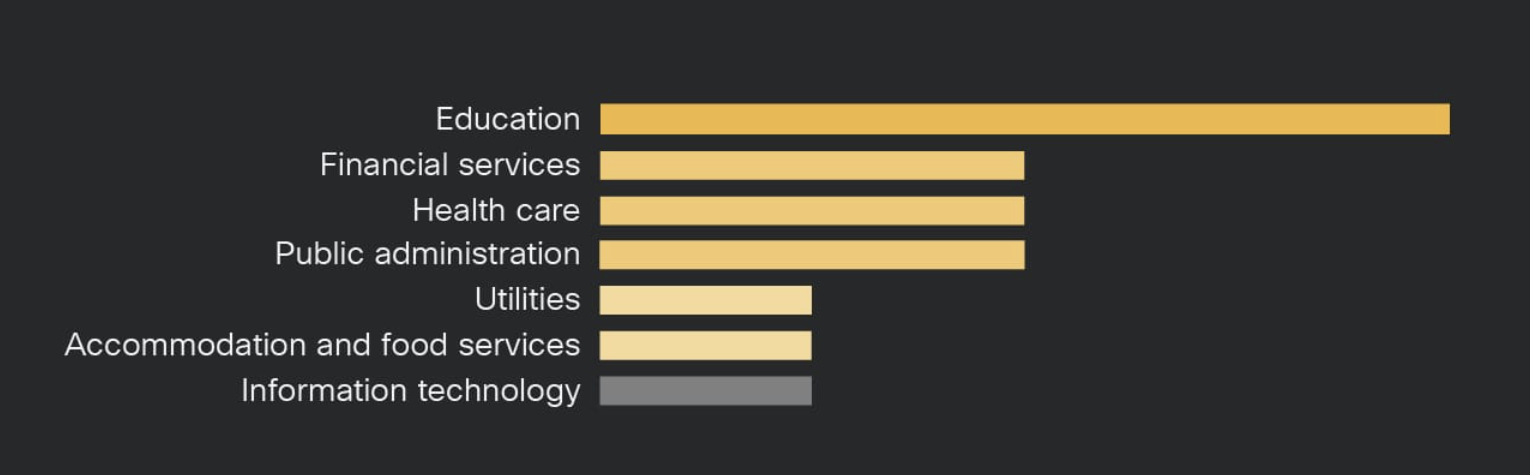 Education
Financial services
Health care
Public administration
Utilities
Accommodation and food services
Information technology